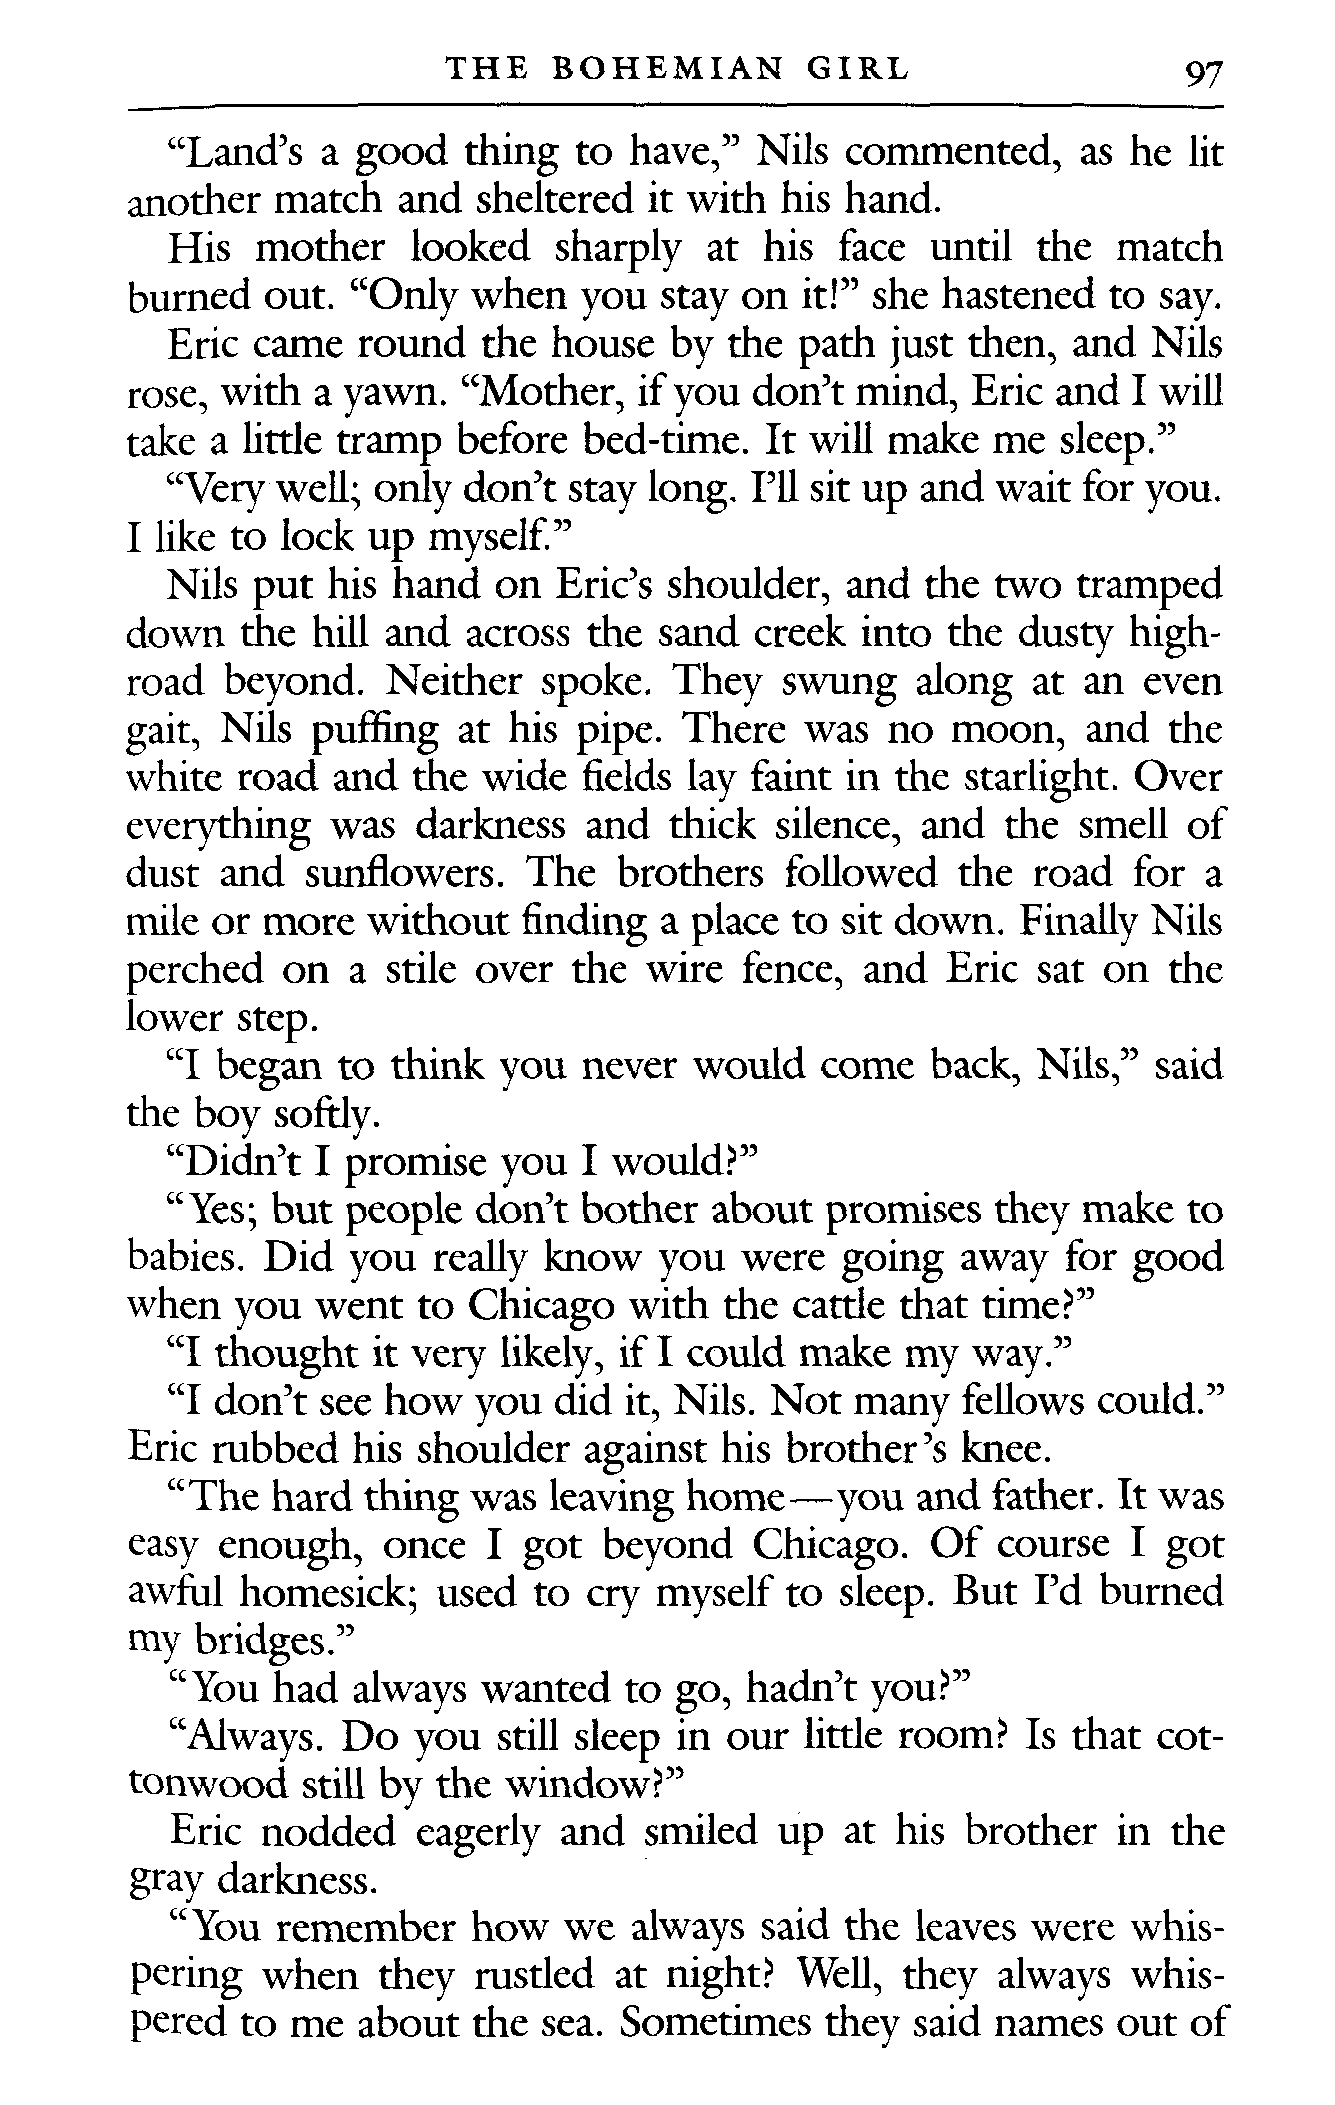 THE BOHEMIAN GIRL 97
“Land’s a good thing to have,” Nils commented, as he lit
another match and sheltered it with his hand.
His mother looked sharply at his face until the match
burned out. “Only when you stay on it!” she hastened to say.
Eric came round the house by the path just then, and Nils
rose, with a yawn. “Mother, if you don’t mind, Eric and I will
take a little tramp before bed-time. It will make me sleep.”
“Very well; only don’t stay long. I’ll sit up and wait for you.
I like to lock up myself.”
Nils put his hand on Eric’s shoulder, and the two tramped
down the hill and across the sand creek into the dusty high-
road beyond. Neither spoke. They swung along at an even
gait, Nils puffing at his pipe. There was no moon, and the
white road and the wide fields lay faint in the starlight. Over
everything was darkness and thick silence, and the smell of
dust and sunflowers. The brothers followed the road for a
mile or more without finding a place to sit down. Finally Nils
perched on a stile over the wire fence, and Eric sat on the
lower step.
“I began to think you never would come back, Nils,” said
the boy softly.
“Didn’t I promise you I would?”
“Yes; but people don’t bother about promises they make to
babies. Did you really know you were going away for good
when you went to Chicago with the cattle that time?”
“I thought it very likely, if I could make my way.”
“I don’t see how you did it, Nils. Not many fellows could.”
Eric rubbed his shoulder against his brother’s knee.
“The hard thing was leaving home—you and father. It was
easy enough, once I got beyond Chicago. Of course I got
awful homesick; used to cry myself to sleep. But I’d burned
my bridges.”
“You had always wanted to go, hadn’t you?”
“Always. Do you still sleep in our little room? Is that cot-
tonwood still by the window?”
Eric nodded eagerly and smiled up at his brother in the
gray darkness.
“You remember how we always said the leaves were whis-
pering when they rustled at night? Well, they always whis-
pered to me about the sea. Sometimes they said names out of